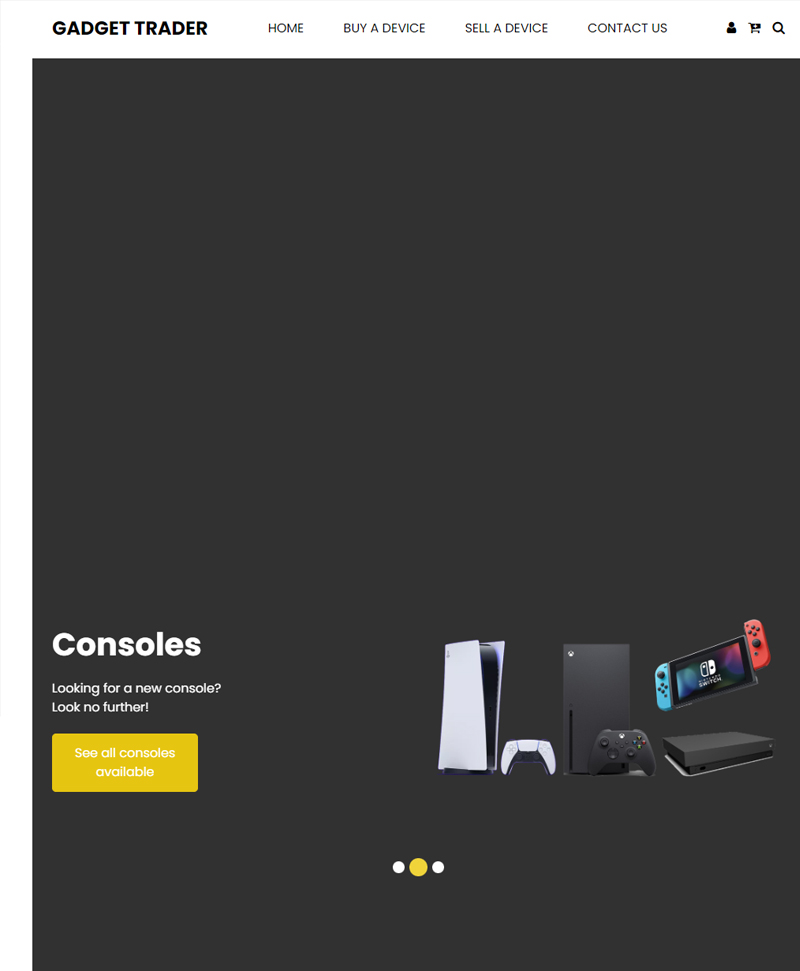 GADGET TRADER
HOME
BUY A DEVICE
SELL A DEVICE
CONTACT US
Consoles
Looking for a new console?
Look no further!
See all consoles
available
SWITCH